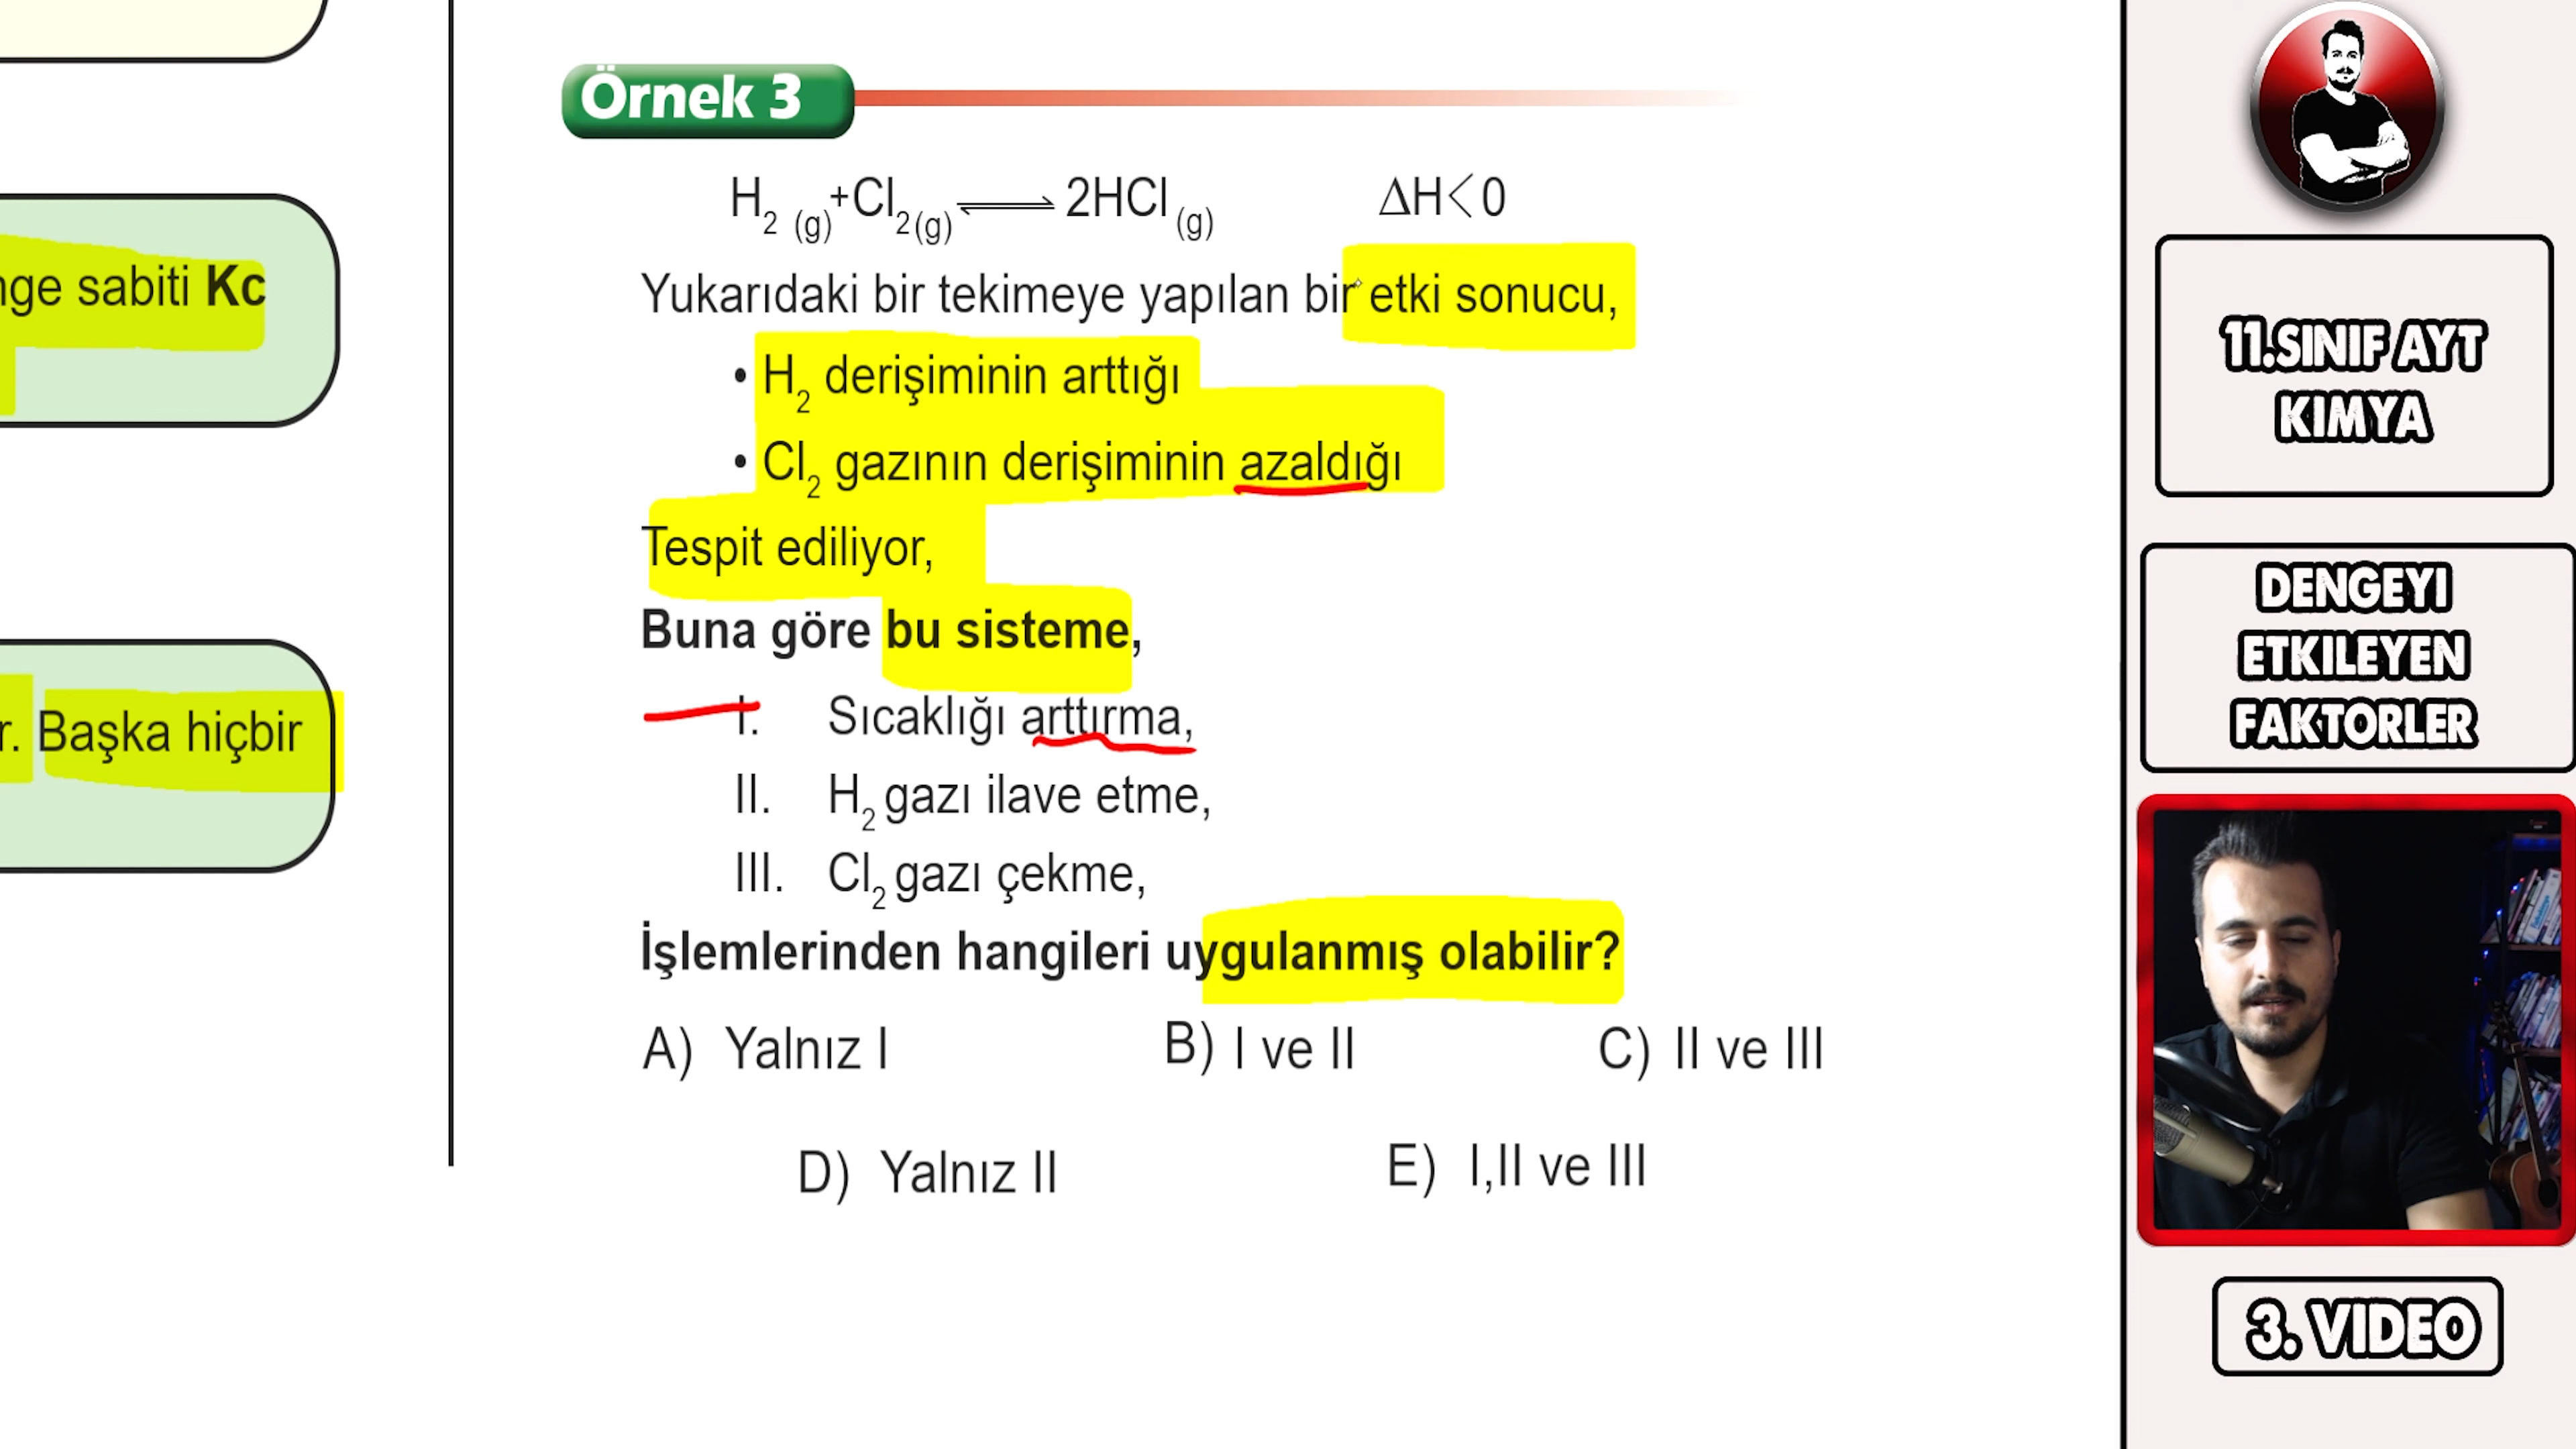 Örnek 3
H2 (g)+Cl2(g) ⇌ 2HCl (g) ΔH<0
Yukarıdaki bir tekimeye yapılan bir etki sonucu,
• H2 derişiminin arttığı
• Cl2 gazının derişiminin azaldığı
Tespit ediliyor,
Buna göre bu sisteme,
I. Sıcaklığı arttırma,
II. H2 gazı ilave etme,
III. Cl2 gazı çekme,
İşlemlerinden hangileri uygulanmış olabilir?
A) Yalnız I B) I ve II C) II ve III
D) Yalnız II E) I,II ve III
sabiti Kc
Başka hiçbir
11.SINIF AYT
KIMYA
DENGEYI
ETKILEYEN
FAKTORLER
3. VIDEO